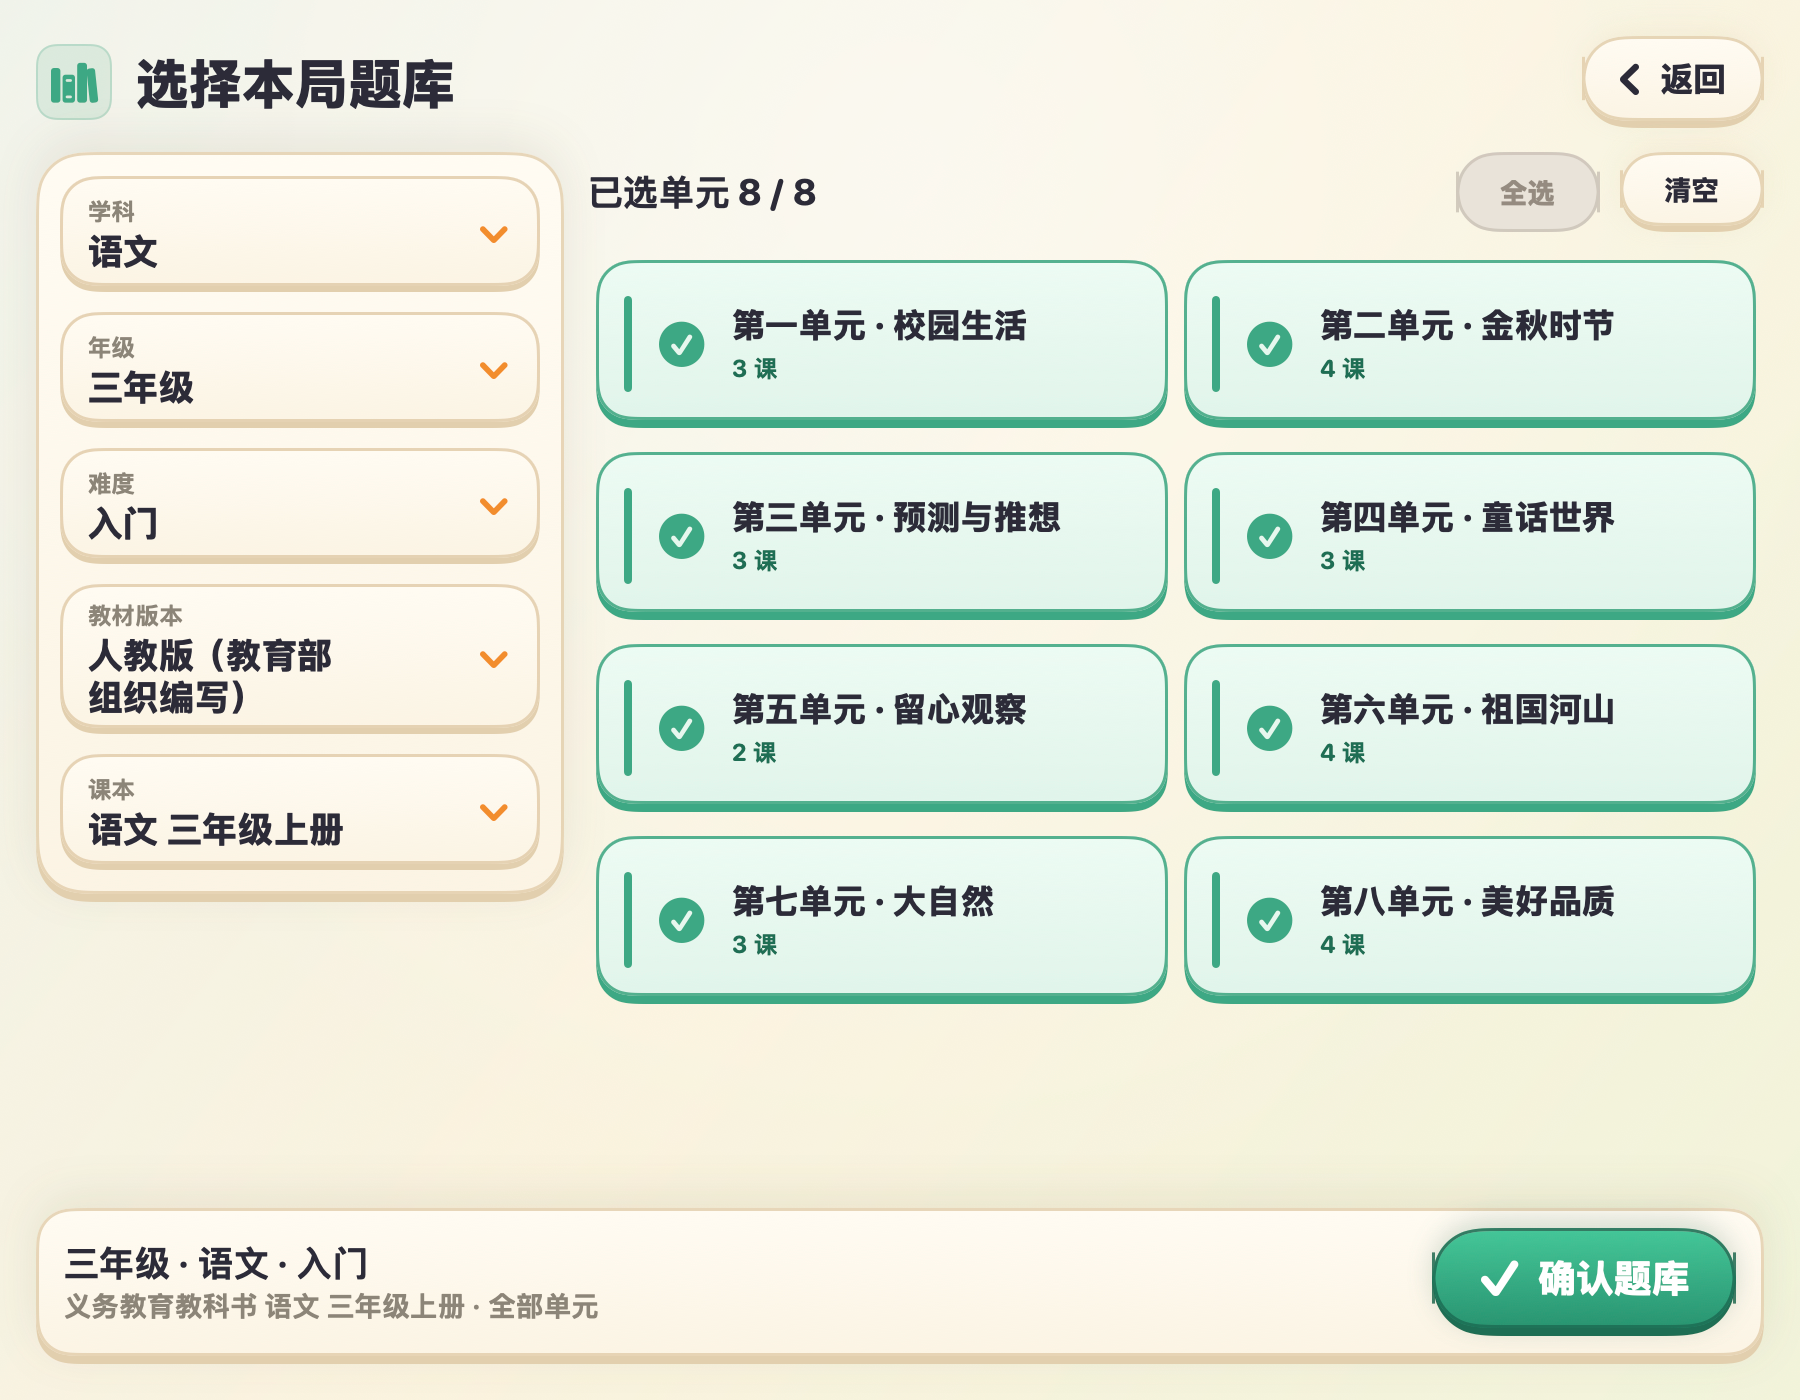 选择本局题库
返回
学科
语文
年级
三年级
难度
入门
教材版本
人教版（教育部
组织编写）
课本
语文 三年级上册
已选单元 8 / 8
全选
清空
第一单元 · 校园生活
3 课
第二单元 · 金秋时节
4 课
第三单元 · 预测与推想
3 课
第四单元 · 童话世界
3 课
第五单元 · 留心观察
2 课
第六单元 · 祖国河山
4 课
第七单元 · 大自然
3 课
第八单元 · 美好品质
4 课
三年级 · 语文 · 入门
义务教育教科书 语文 三年级上册 · 全部单元
确认题库